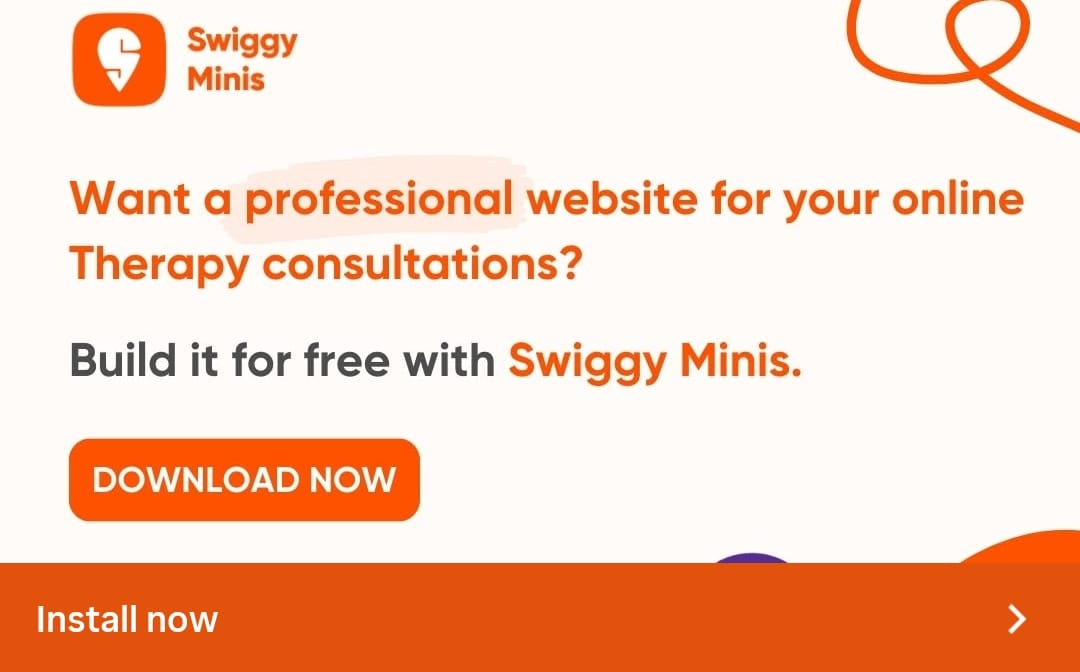 Swiggy
Minis
Want a professional website for your online
Therapy consultations?
Build it for free with Swiggy Minis.
DOWNLOAD NOW
Install now